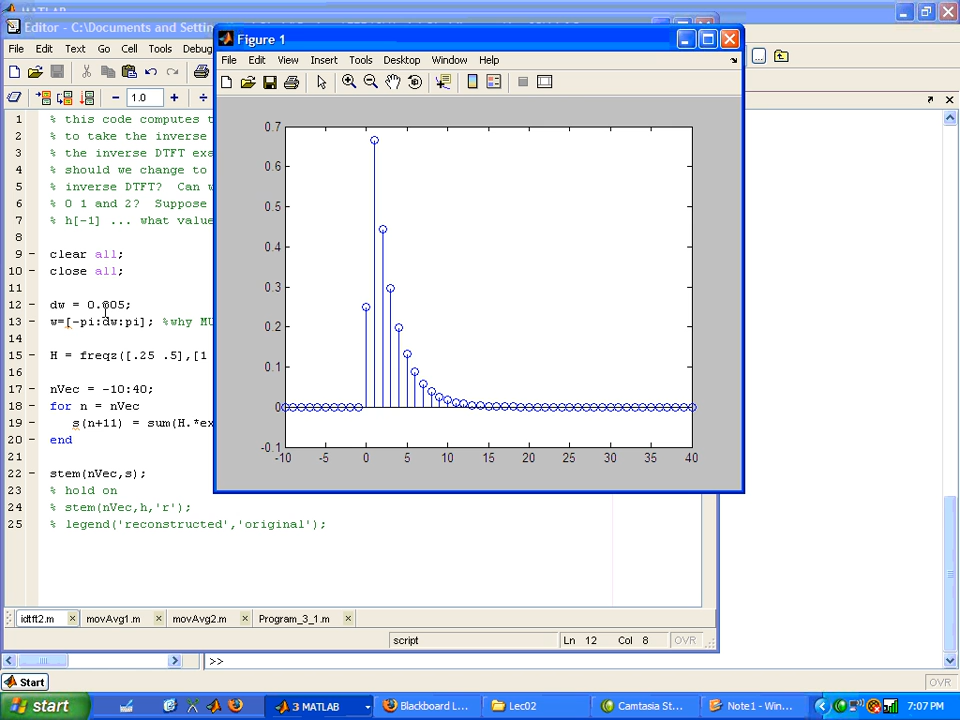 MATLAB
Editor - C:\Documents and Settin
Figure 1
File Edit Text Go Cell Tools Debug
File Edit View Insert Tools Desktop Window Help
- 1.0 + ÷
1 % this code computes t
2 % to take the inverse
3 % the inverse DTFT exa
4 % should we change to
5 % inverse DTFT? Can w
6 % 0 1 and 2? Suppose
7 % h[-1] ... what value
8
9 - clear all;
10 - close all;
11
12 - dw = 0.005;
13 - w=[-pi:dw:pi]; %why MU
14
15 - H = freqz([.25 .5],[1
16
17 - nVec = -10:40;
18 - for n = nVec
19 - s(n+11) = sum(H.*ex
20 - end
21
22 - stem(nVec,s);
23 % hold on
24 % stem(nVec,h,'r');
25 % legend('reconstructed','original');
0.7
0.6
0.5
0.4
0.3
0.2
0.1
0
-0.1
-10 -5 0 5 10 15 20 25 30 35 40
idtft2.m movAvg1.m movAvg2.m Program_3_1.m
script Ln 12 Col 8 OVR
>>
Start OVR
start 3 MATLAB Blackboard L... Lec02 Camtasia St... Note1 - Win... 7:07 PM